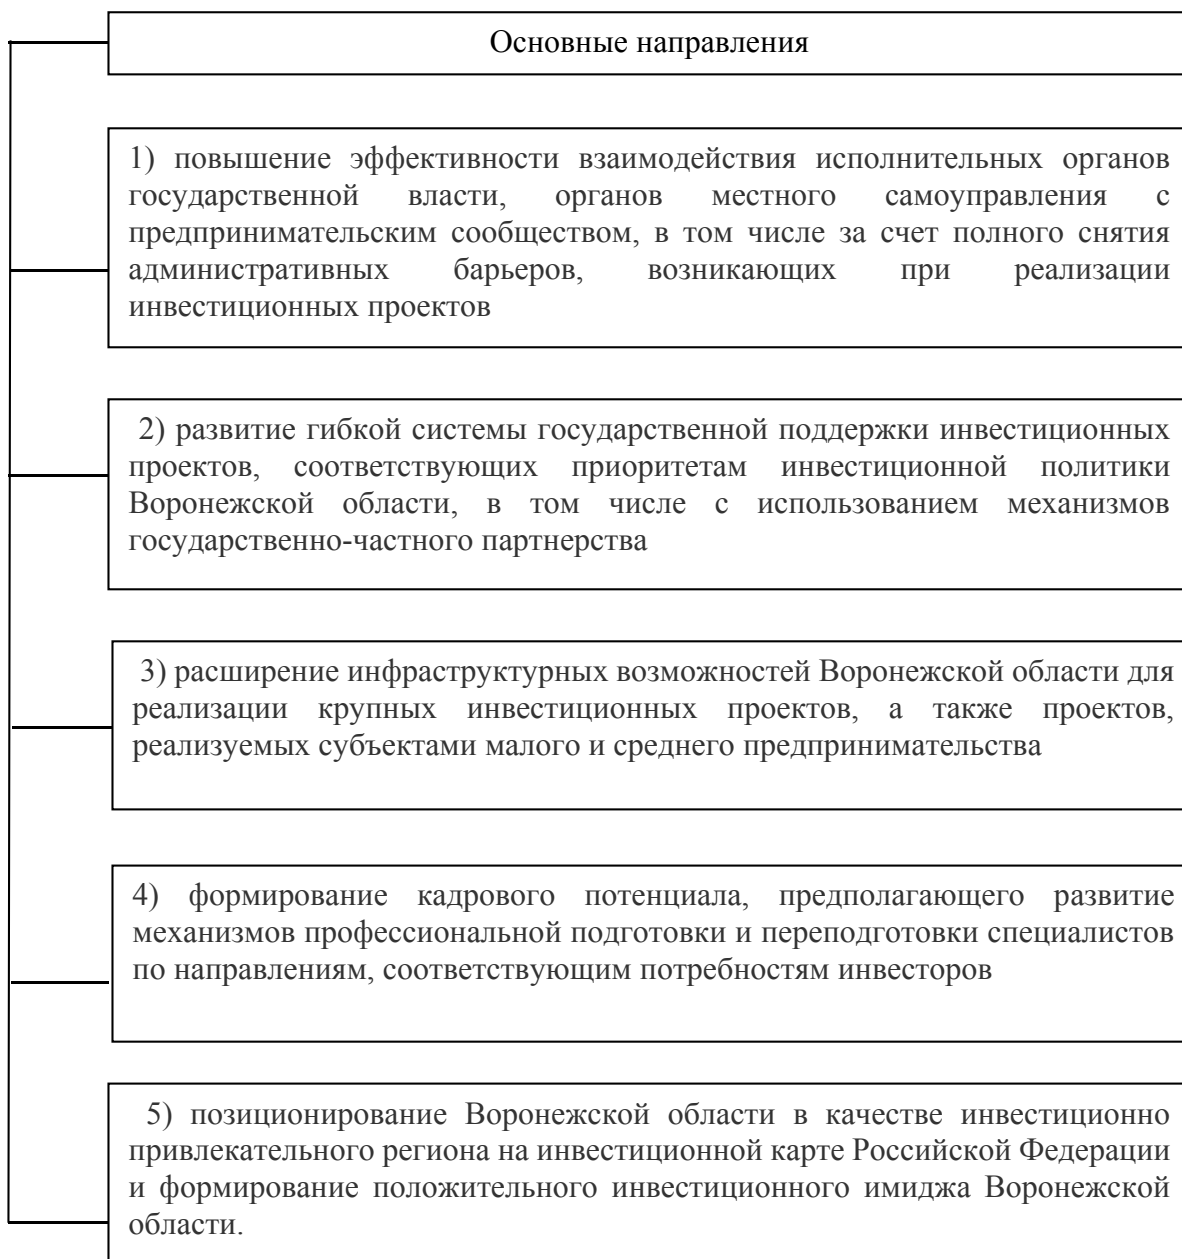 Основные направления
1) повышение эффективности взаимодействия исполнительных органов
государственной власти, органов местного самоуправления с
предпринимательским сообществом, в том числе за счет полного снятия
административных барьеров, возникающих при реализации
инвестиционных проектов
2) развитие гибкой системы государственной поддержки инвестиционных
проектов, соответствующих приоритетам инвестиционной политики
Воронежской области, в том числе с использованием механизмов
государственно-частного партнерства
3) расширение инфраструктурных возможностей Воронежской области для
реализации крупных инвестиционных проектов, а также проектов,
реализуемых субъектами малого и среднего предпринимательства
4) формирование кадрового потенциала, предполагающего развитие
механизмов профессиональной подготовки и переподготовки специалистов
по направлениям, соответствующим потребностям инвесторов
5) позиционирование Воронежской области в качестве инвестиционно
привлекательного региона на инвестиционной карте Российской Федерации
и формирование положительного инвестиционного имиджа Воронежской
области.